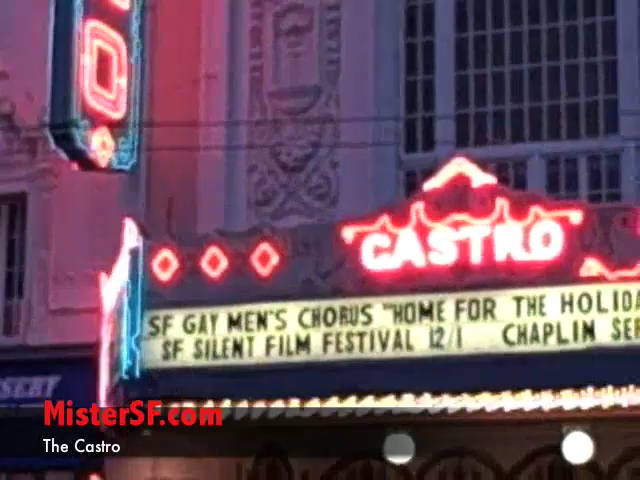 O
CASTRO
SF GAY MEN'S CHORUS "HOME FOR THE HOLIDA
SF SILENT FILM FESTIVAL 12/1 CHAPLIN SER
MisterSF.com
The Castro